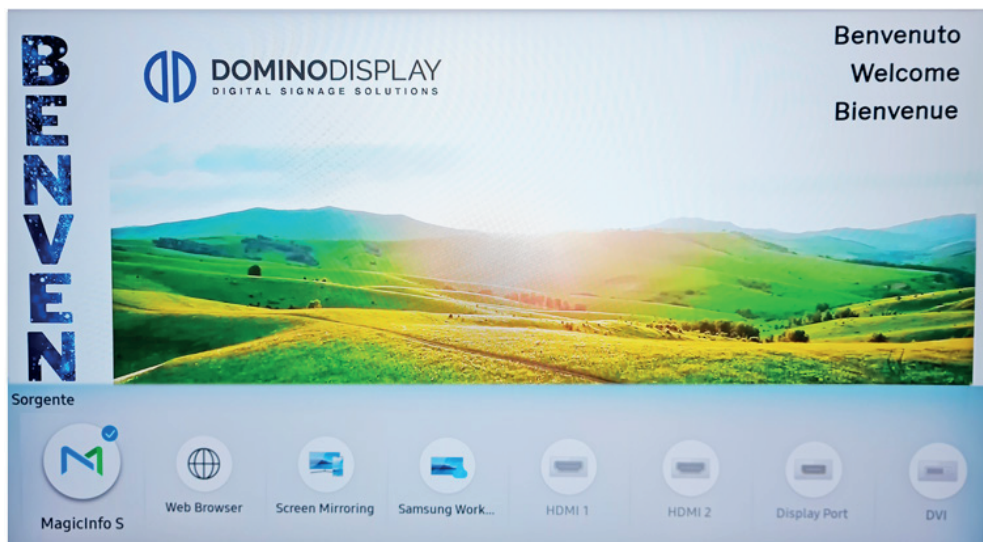 BENVEN
DOMINODISPLAY
DIGITAL SIGNAGE SOLUTIONS
Benvenuto
Welcome
Bienvenue
Sorgente
MagicInfo S
Web Browser
Screen Mirroring
Samsung Work...
HDMI 1
HDMI 2
Display Port
DVI